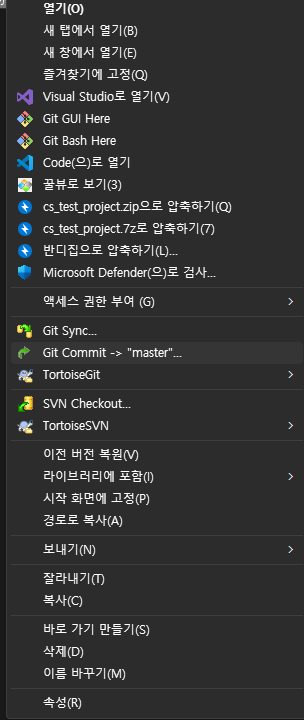 열기(O)
새 탭에서 열기(B)
새 창에서 열기(E)
즐겨찾기에 고정(Q)
Visual Studio로 열기(V)
Git GUI Here
Git Bash Here
Code(으)로 열기
꿀뷰로 보기(3)
cs_test_project.zip으로 압축하기(Q)
cs_test_project.7z로 압축하기(7)
반디집으로 압축하기(L)...
Microsoft Defender(으)로 검사...
액세스 권한 부여 (G)
Git Sync...
Git Commit -> "master"...
TortoiseGit
SVN Checkout...
TortoiseSVN
이전 버전 복원(V)
라이브러리에 포함(I)
시작 화면에 고정(P)
경로로 복사(A)
보내기(N)
잘라내기(T)
복사(C)
바로 가기 만들기(S)
삭제(D)
이름 바꾸기(M)
속성(R)